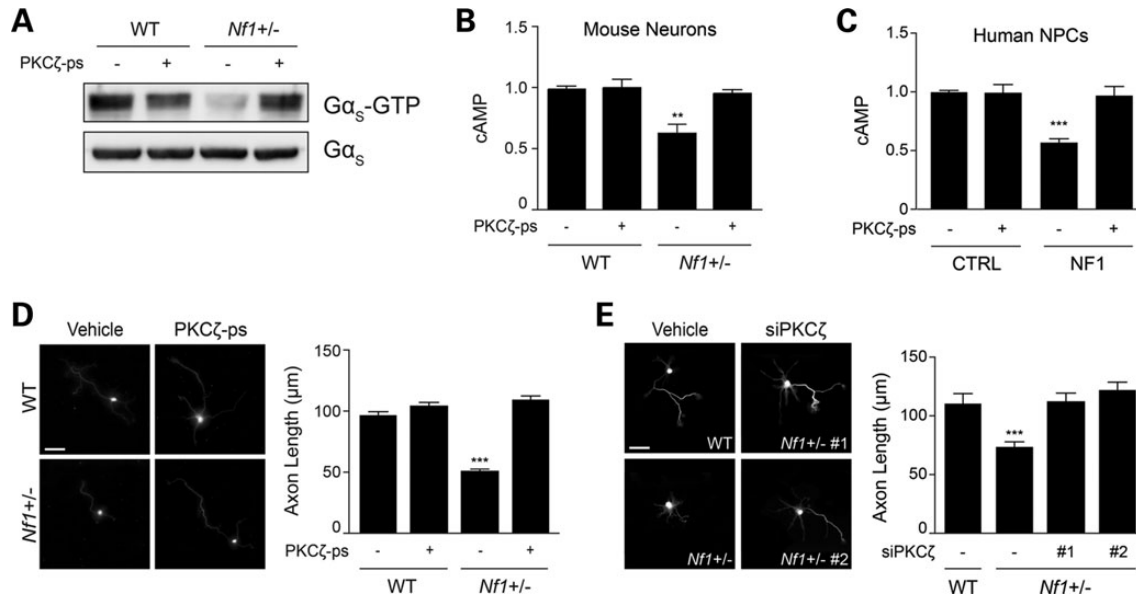 A
WT Nf1+/-
PKCζ-ps - + - +
Gαs-GTP
Gαs
B
Mouse Neurons
cAMP
1.5
1.0
0.5
0
**
PKCζ-ps - + - +
WT Nf1+/-
C
Human NPCs
cAMP
1.5
1.0
0.5
0
***
PKCζ-ps - + - +
CTRL NF1
D
Vehicle PKCζ-ps
WT
Nf1+/-
Axon Length (µm)
150
100
50
0
***
PKCζ-ps - + - +
WT Nf1+/-
E
Vehicle siPKCζ
WT Nf1+/- #1
Nf1+/- Nf1+/- #2
Axon Length (µm)
150
100
50
0
***
siPKCζ - - #1 #2
WT Nf1+/-